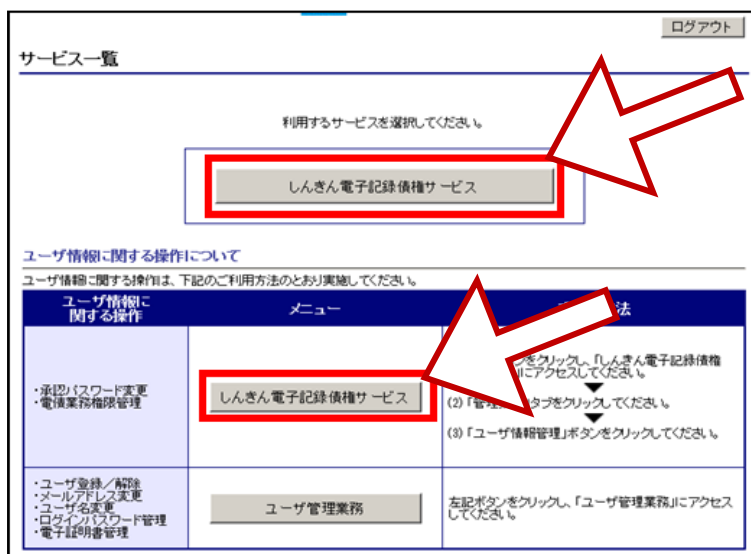 ログアウト
サービス一覧
利用するサービスを選択してください。
しんきん電子記録債権サービス
ユーザ情報に関する操作について
ユーザ情報に関する操作は、下記のご利用方法のとおり実施してください。
ユーザ情報に
関する操作
メニュー
法
・承認パスワード変更
・電債業務権限管理
しんきん電子記録債権サービス
ンをクリックし、「しんきん電子記録債権
にアクセスしてください。
(2)「管理
タブをクリックしてください。
(3)「ユーザ情報管理」ボタンをクリックしてください。
・ユーザ登録/解除
・メールアドレス変更
・ユーザ名変更
・ログインパスワード管理
・電子証明書管理
ユーザ管理業務
左記ボタンをクリックし、「ユーザ管理業務」にアクセス
してください。